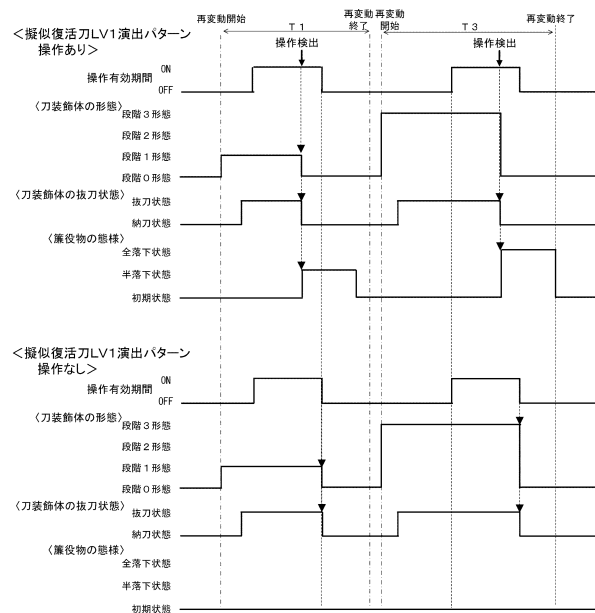 再変動開始
T1
再変動終了
再変動開始
T3
再変動終了
＜擬似復活刀LV1演出パターン
操作あり＞
操作検出
操作検出
操作有効期間
ON
OFF
〈刀装飾体の形態〉
段階３形態
段階２形態
段階１形態
段階０形態
〈刀装飾体の抜刀状態〉
抜刀状態
納刀状態
〈簾役物の態様〉
全落下状態
半落下状態
初期状態
＜擬似復活刀LV1演出パターン
操作なし＞
操作有効期間
ON
OFF
〈刀装飾体の形態〉
段階３形態
段階２形態
段階１形態
段階０形態
〈刀装飾体の抜刀状態〉
抜刀状態
納刀状態
〈簾役物の態様〉
全落下状態
半落下状態
初期状態